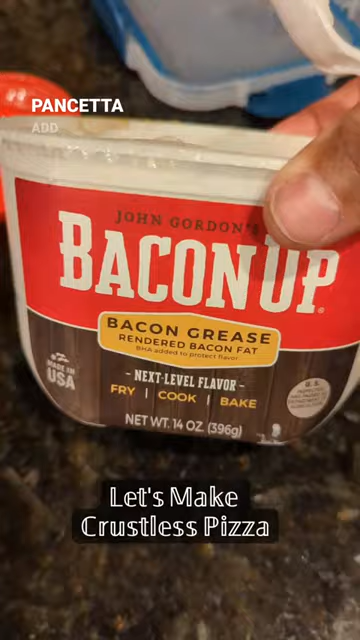 PANCETTA
ADD
JOHN GORDON'S
BACON UP®
BACON GREASE
RENDERED BACON FAT
BHA added to protect flavor
- NEXT-LEVEL FLAVOR -
FRY | COOK | BAKE
MADE IN
USA
NET WT. 14 OZ. (396g)
Let's Make
Crustless Pizza